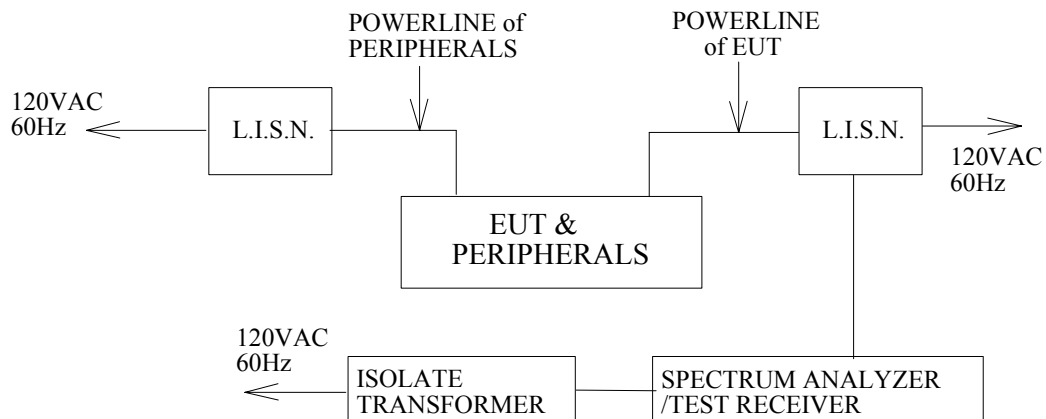 POWERLINE of
PERIPHERALS
POWERLINE
of EUT
120VAC
60Hz
L.I.S.N.
L.I.S.N.
120VAC
60Hz
EUT &
PERIPHERALS
120VAC
60Hz
ISOLATE
TRANSFORMER
SPECTRUM ANALYZER
/TEST RECEIVER